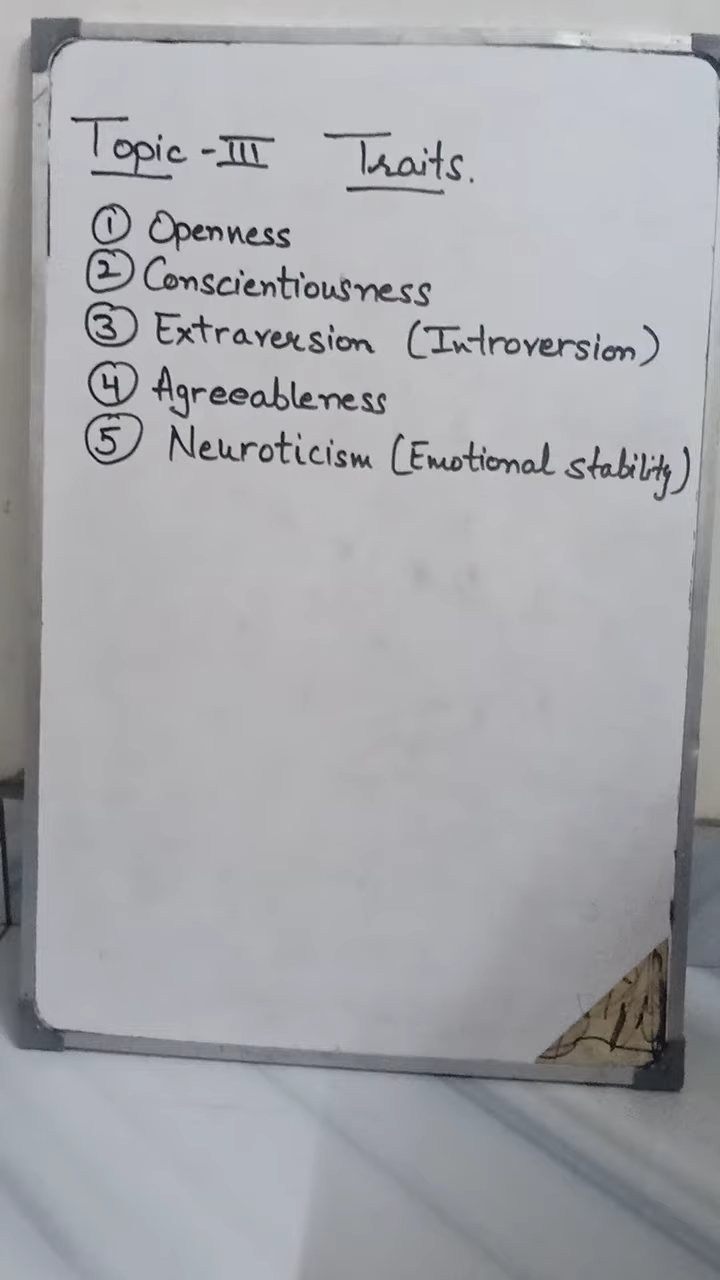 Topic - III Traits.
① Openness
② Conscientiousness
③ Extraversion (Introversion)
④ Agreeableness
⑤ Neuroticism (Emotional stability)